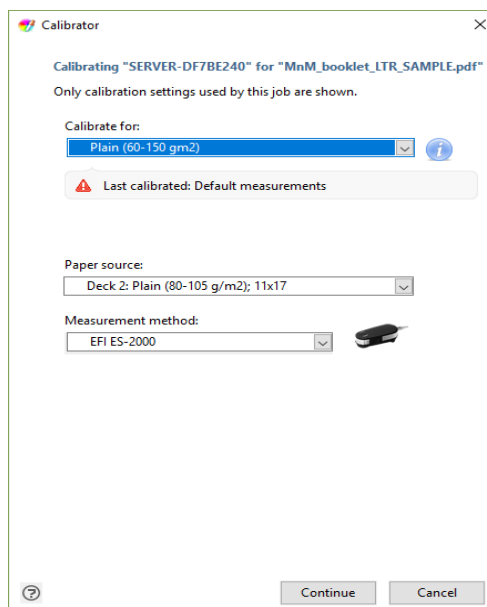 Calibrator
Calibrating "SERVER-DF7BE240" for "MnM_booklet_LTR_SAMPLE.pdf"
Only calibration settings used by this job are shown.
Calibrate for:
Plain (60-150 gm2)
Last calibrated: Default measurements
Paper source:
Deck 2: Plain (80-105 g/m2); 11x17
Measurement method:
EFI ES-2000
Continue Cancel